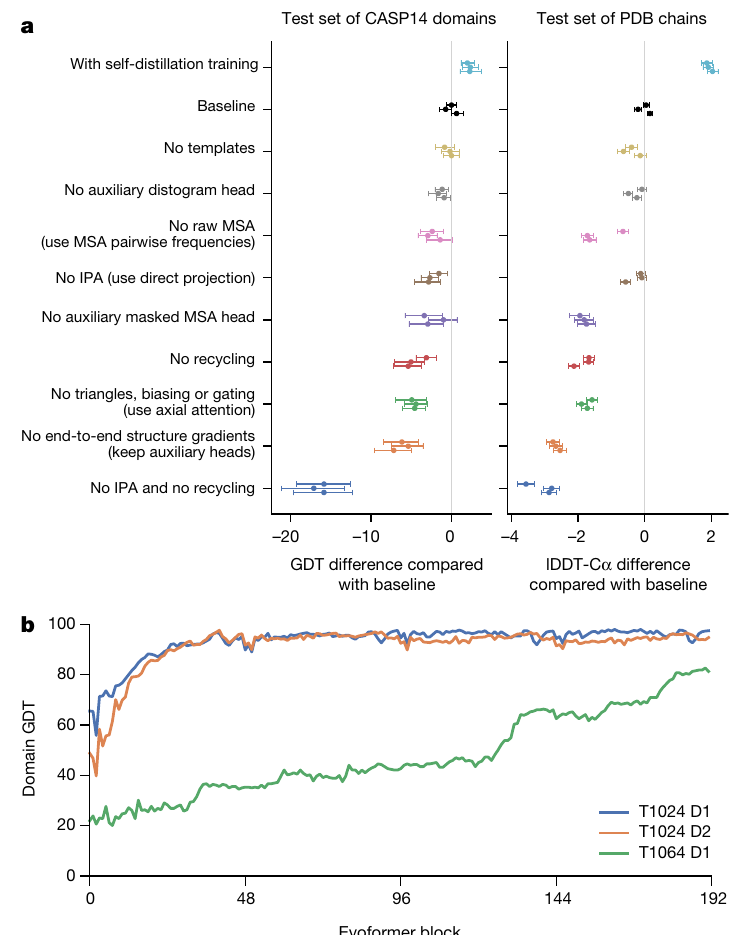 a
Test set of CASP14 domains
Test set of PDB chains
With self-distillation training
Baseline
No templates
No auxiliary distogram head
No raw MSA
(use MSA pairwise frequencies)
No IPA (use direct projection)
No auxiliary masked MSA head
No recycling
No triangles, biasing or gating
(use axial attention)
No end-to-end structure gradients
(keep auxiliary heads)
No IPA and no recycling
−20 −10 0
−4 −2 0 2
GDT difference compared
with baseline
lDDT-Cα difference
compared with baseline
b
Domain GDT
100
80
60
40
20
0
T1024 D1
T1024 D2
T1064 D1
0 48 96 144 192
Evoformer block